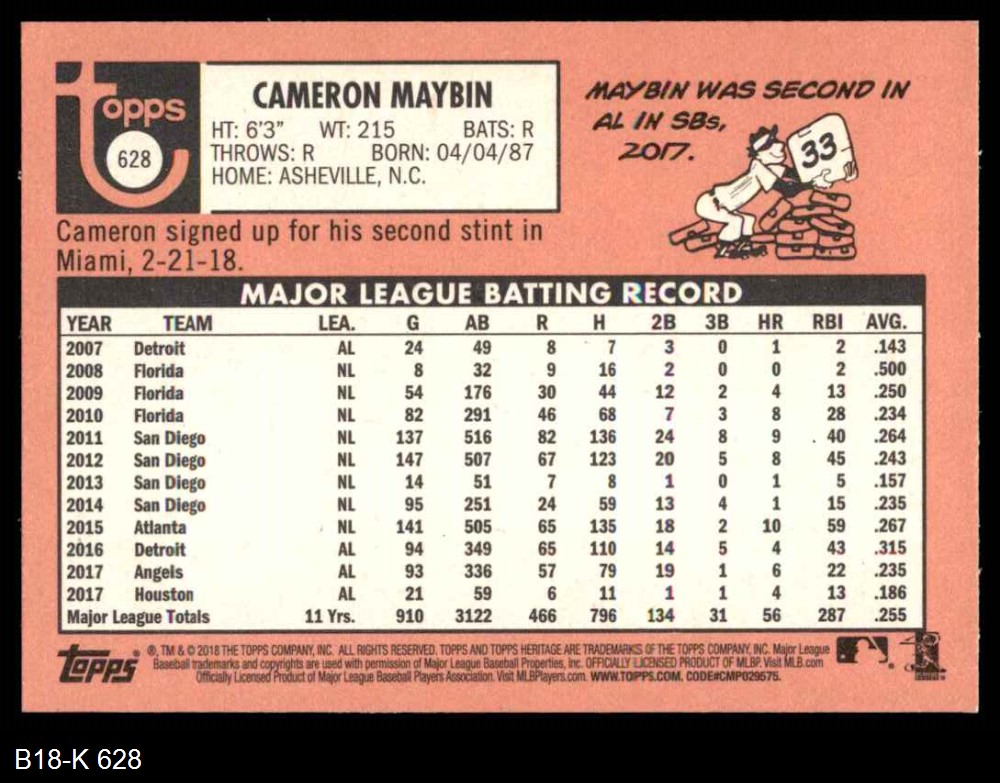 topps
628
CAMERON MAYBIN
HT: 6'3" WT: 215 BATS: R
THROWS: R BORN: 04/04/87
HOME: ASHEVILLE, N.C.
MAYBIN WAS SECOND IN
AL IN SBs,
2017.
33
Cameron signed up for his second stint in
Miami, 2-21-18.
MAJOR LEAGUE BATTING RECORD
YEAR TEAM LEA. G AB R H 2B 3B HR RBI AVG.
2007 Detroit AL 24 49 8 7 3 0 1 2 .143
2008 Florida NL 8 32 9 16 2 0 0 2 .500
2009 Florida NL 54 176 30 44 12 2 4 13 .250
2010 Florida NL 82 291 46 68 7 3 8 28 .234
2011 San Diego NL 137 516 82 136 24 8 9 40 .264
2012 San Diego NL 147 507 67 123 20 5 8 45 .243
2013 San Diego NL 14 51 7 8 1 0 1 5 .157
2014 San Diego NL 95 251 24 59 13 4 1 15 .235
2015 Atlanta NL 141 505 65 135 18 2 10 59 .267
2016 Detroit AL 94 349 65 110 14 5 4 43 .315
2017 Angels AL 93 336 57 79 19 1 6 22 .235
2017 Houston AL 21 59 6 11 1 1 4 13 .186
Major League Totals 11 Yrs. 910 3122 466 796 134 31 56 287 .255
topps® ®, TM & © 2018 THE TOPPS COMPANY, INC. ALL RIGHTS RESERVED. TOPPS AND TOPPS HERITAGE ARE TRADEMARKS OF THE TOPPS COMPANY, INC. Major League
Baseball trademarks and copyrights are used with permission of Major League Baseball Properties, Inc. OFFICIALLY LICENSED PRODUCT OF MLBP. Visit MLB.com
Officially Licensed Product of Major League Baseball Players Association. Visit MLBPlayers.com. WWW.TOPPS.COM. CODE#CMP029575.
B18-K 628